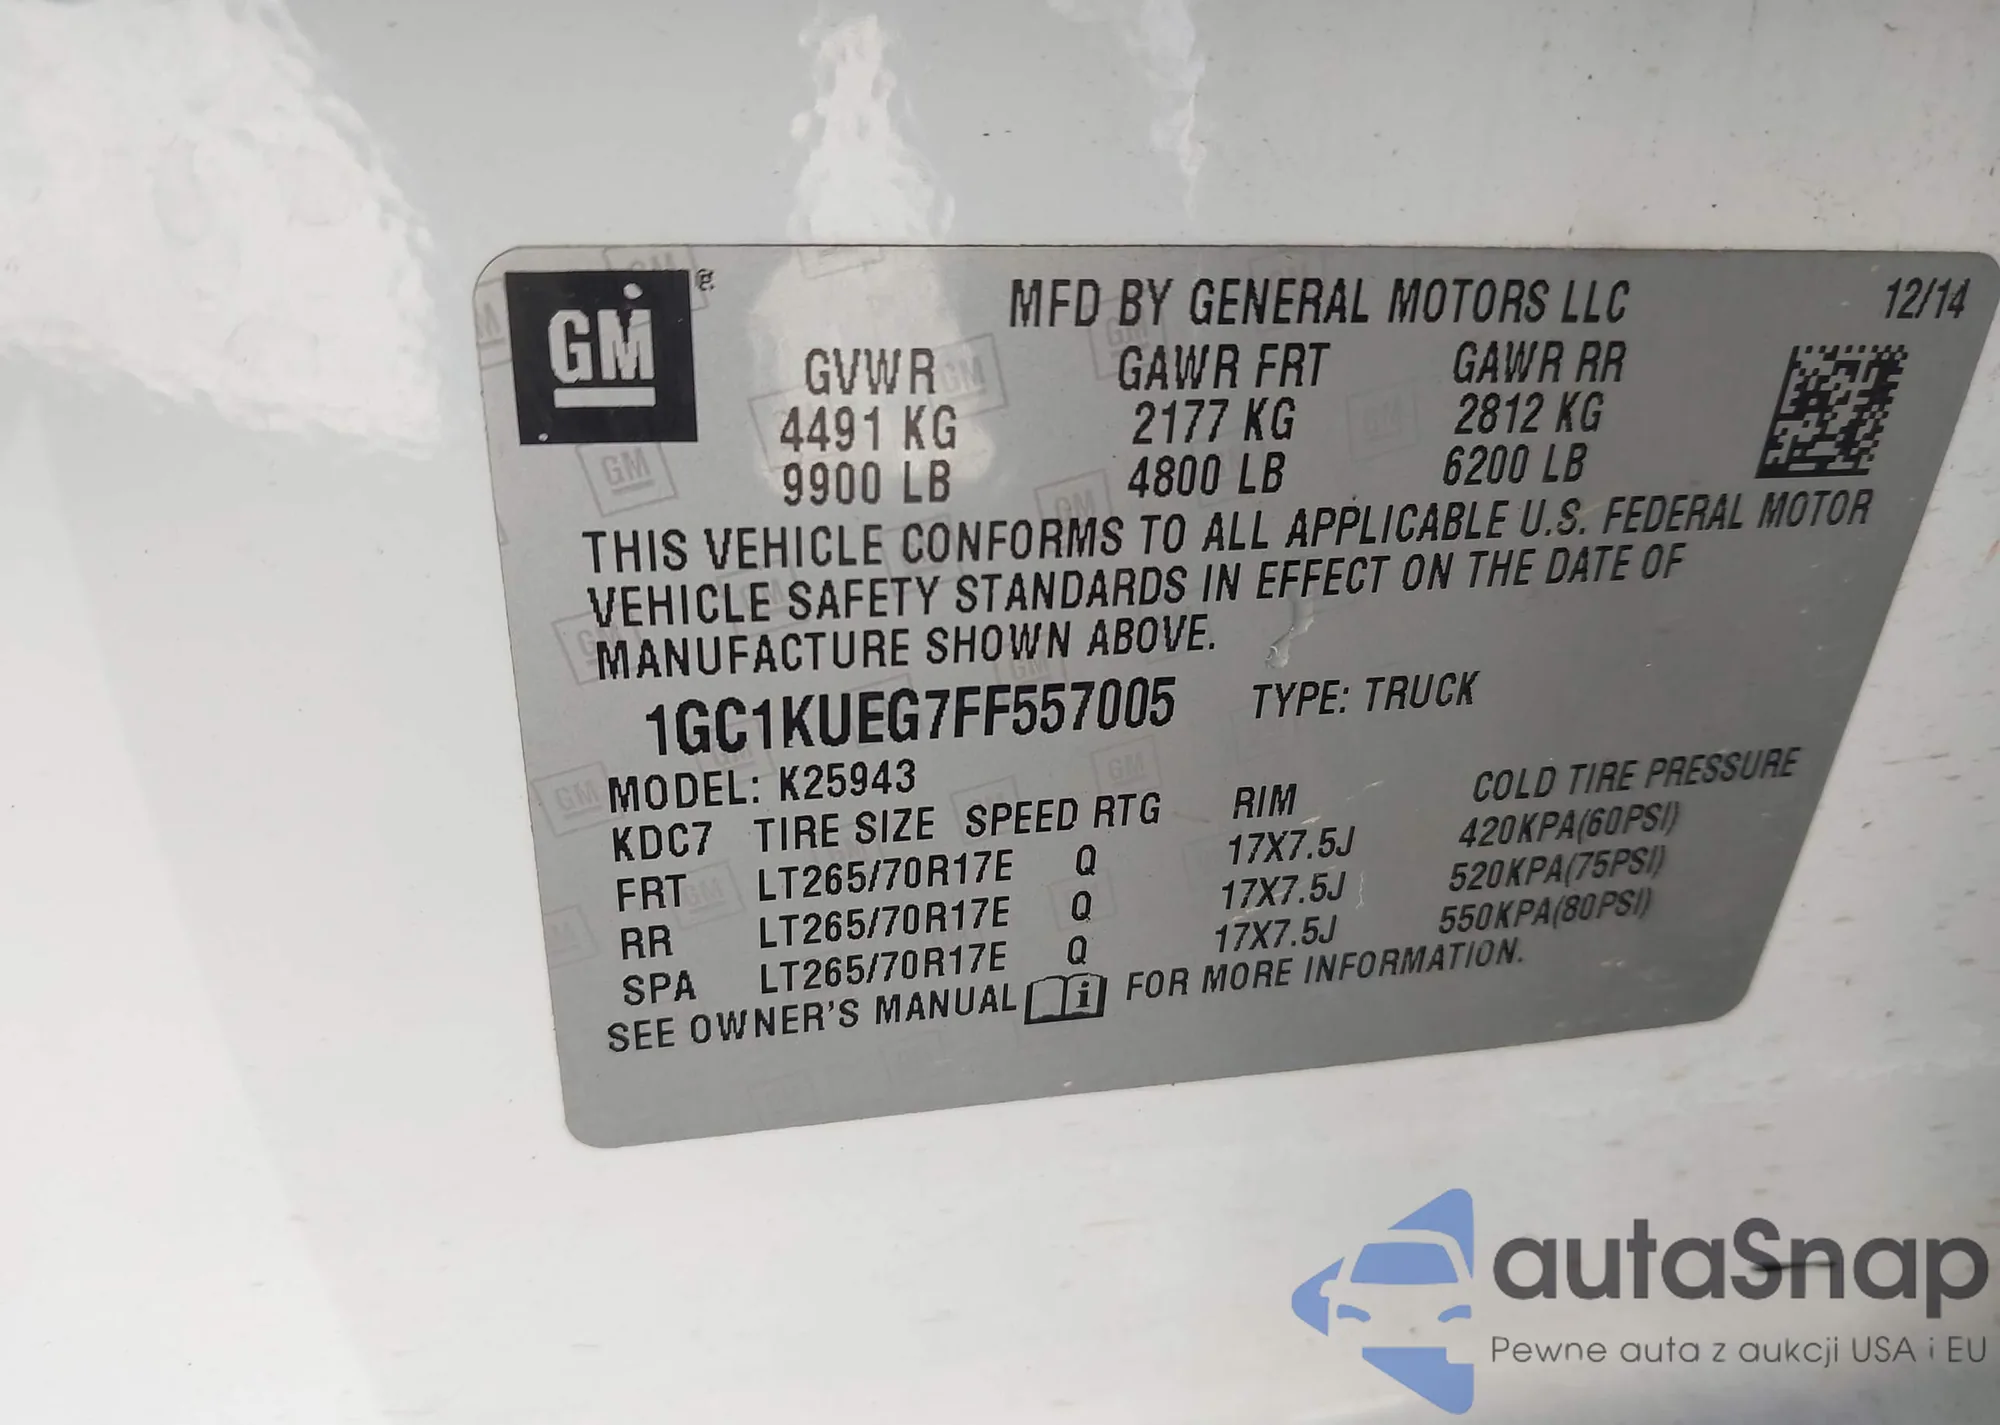 GM
MFD BY GENERAL MOTORS LLC 12/14
GVWR GAWR FRT GAWR RR
4491 KG 2177 KG 2812 KG
9900 LB 4800 LB 6200 LB
THIS VEHICLE CONFORMS TO ALL APPLICABLE U.S. FEDERAL MOTOR
VEHICLE SAFETY STANDARDS IN EFFECT ON THE DATE OF
MANUFACTURE SHOWN ABOVE.
1GC1KUEG7FF557005 TYPE: TRUCK
MODEL: K25943
KDC7 TIRE SIZE SPEED RTG RIM COLD TIRE PRESSURE
FRT LT265/70R17E Q 17X7.5J 420KPA(60PSI)
RR LT265/70R17E Q 17X7.5J 520KPA(75PSI)
SPA LT265/70R17E Q 17X7.5J 550KPA(80PSI)
SEE OWNER'S MANUAL FOR MORE INFORMATION.
autaSnap
Pewne auta z aukcji USA i EU